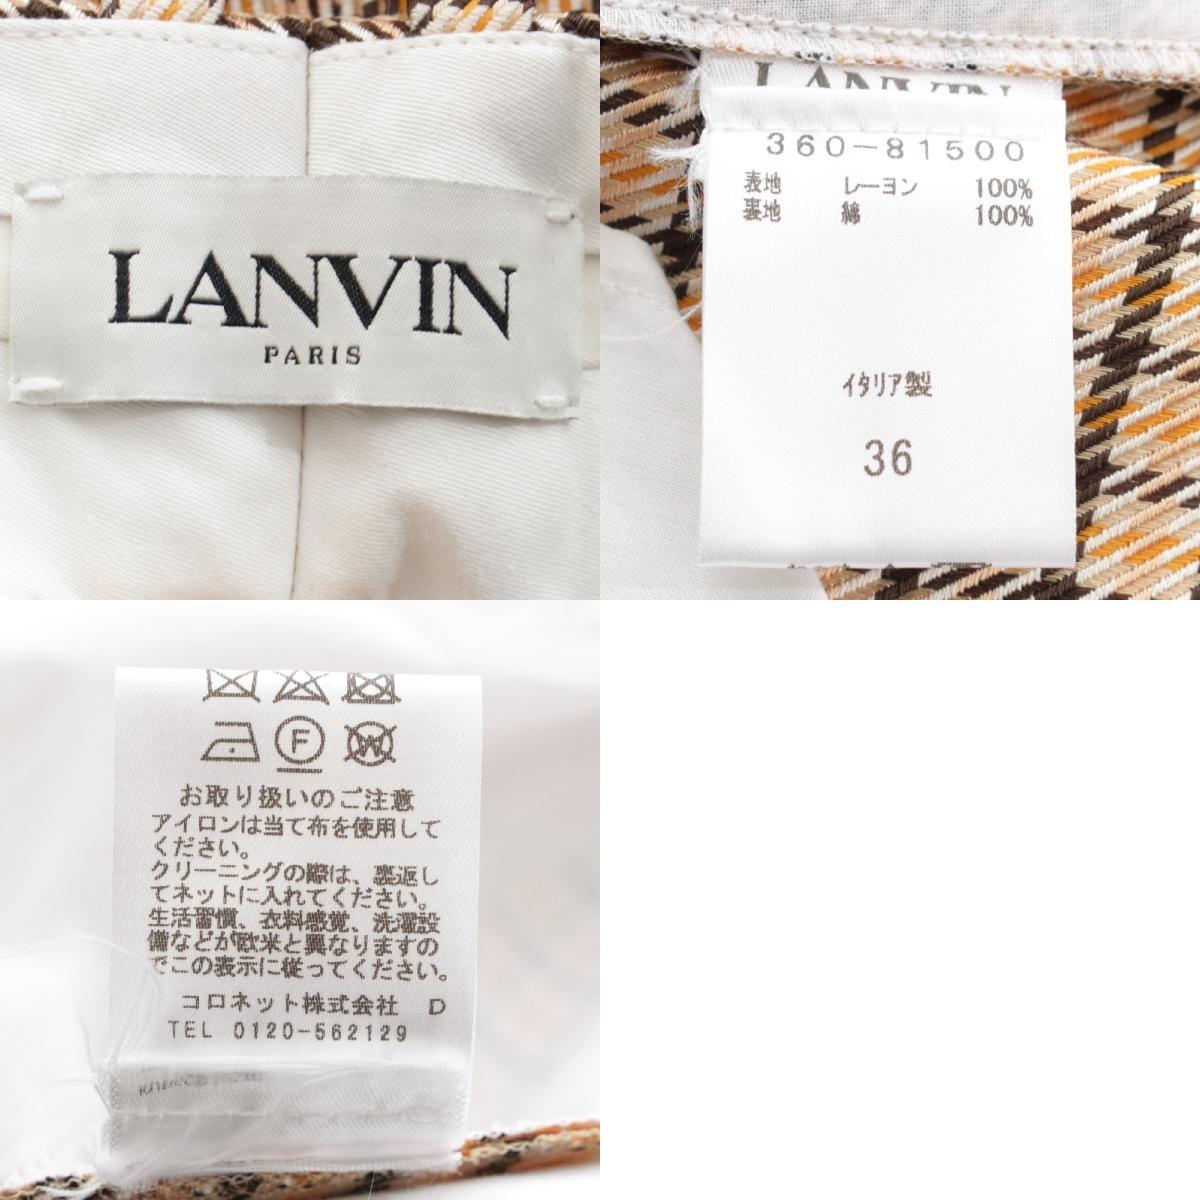 LANVIN
PARIS
LANVIN
360-81500
表地 レーヨン 100%
裏地 綿 100%
イタリア製
36
F
W
お取り扱いのご注意
アイロンは当て布を使用して
ください。
クリーニングの際は、裏返し
てネットに入れてください。
生活習慣、衣料感覚、洗濯設
備などが欧米と異なりますの
でこの表示に従ってください。
コロネット株式会社 D
TEL 0120-562129